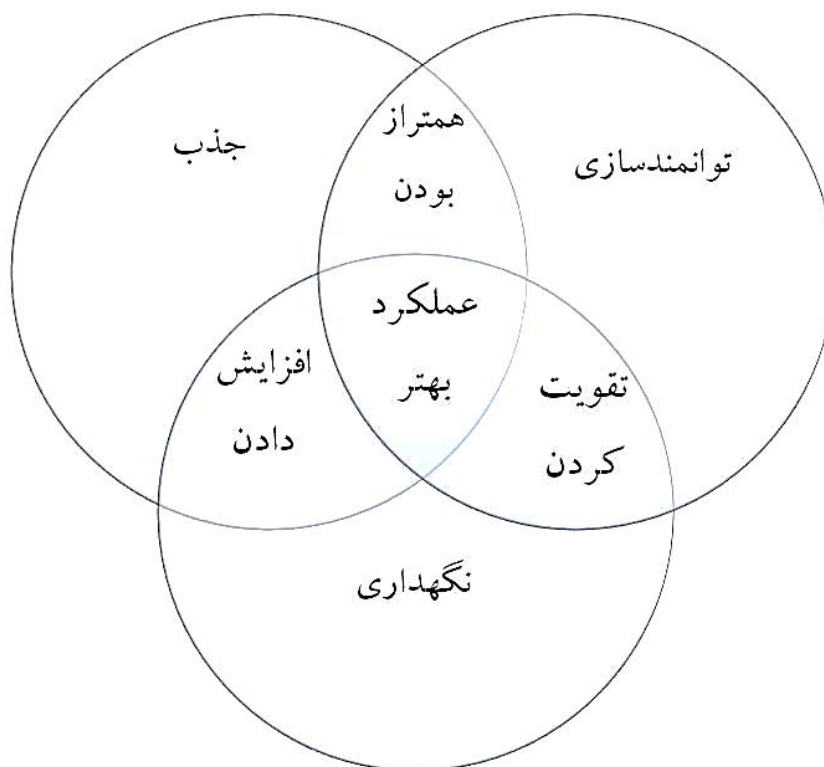 همتراز
بودن
جذب
توانمندسازی
عملکرد
بهتر
افزایش
دادن
تقویت
کردن
نگهداری